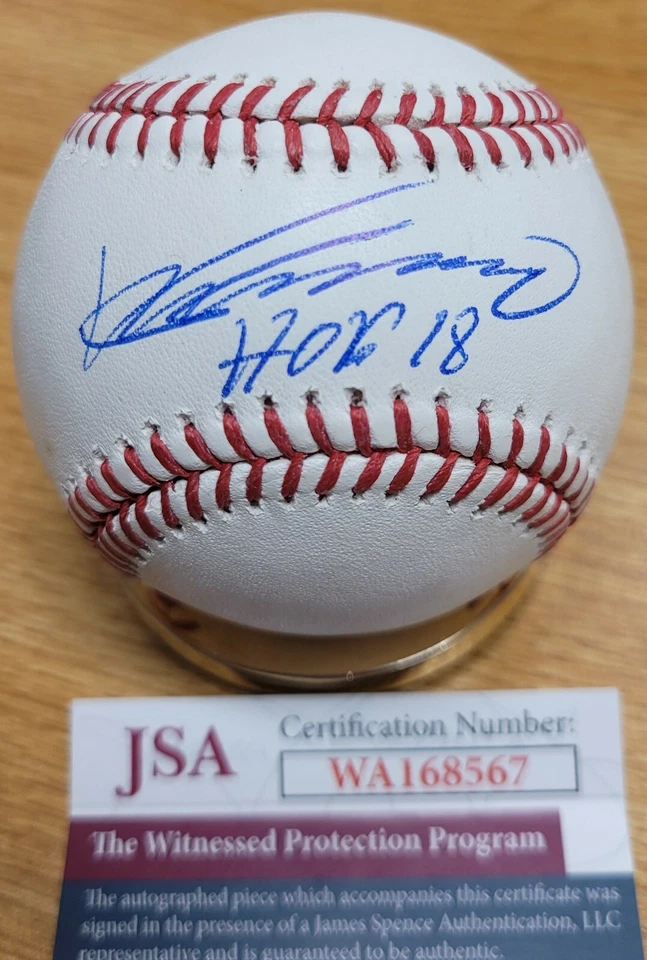 HOF 18
JSA
Certification Number:
WA168567
The Witnessed Protection Program
The autographed piece which accompanies this certificate was
signed in the presence of a James Spence Authentication, LLC
representative and is guaranteed to be authentic.